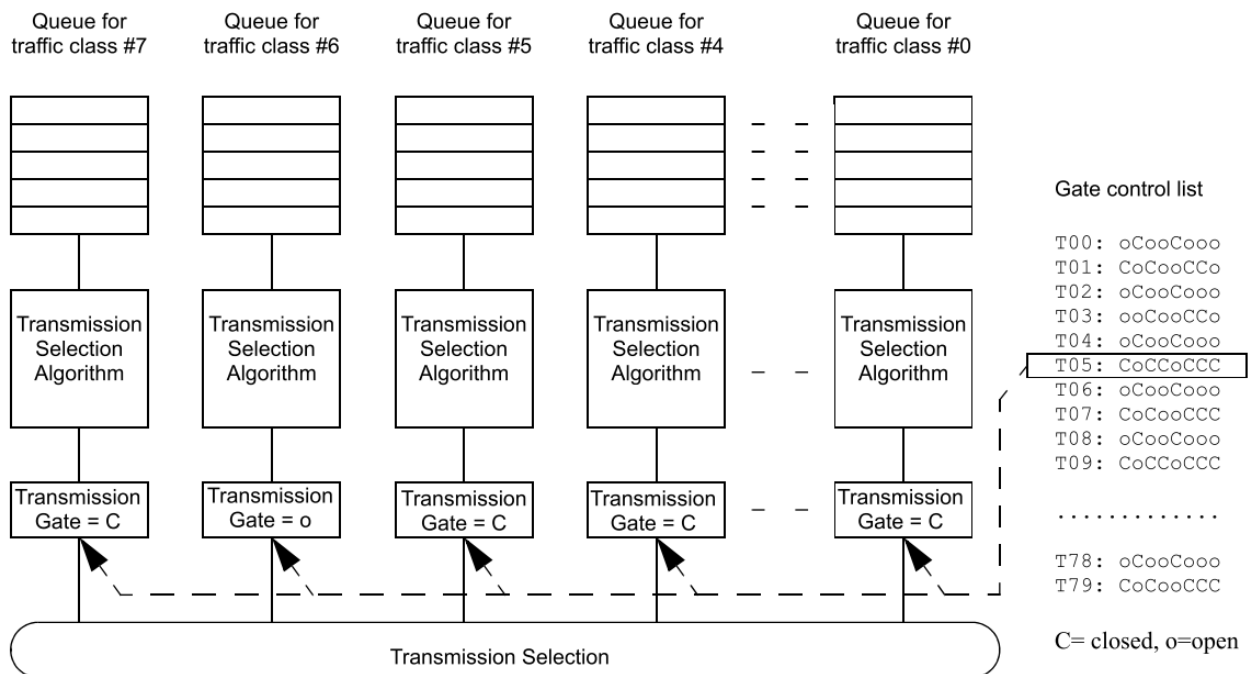 Queue for traffic class #7
Queue for traffic class #6
Queue for traffic class #5
Queue for traffic class #4
Queue for traffic class #0
Transmission Selection Algorithm
Transmission Selection Algorithm
Transmission Selection Algorithm
Transmission Selection Algorithm
Transmission Selection Algorithm
Transmission Gate = C
Transmission Gate = o
Transmission Gate = C
Transmission Gate = C
Transmission Gate = C
Transmission Selection
Gate control list
T00: oCooCooo
T01: CoCooCCo
T02: oCooCooo
T03: ooCooCCo
T04: oCooCooo
T05: CoCCoCCC
T06: oCooCooo
T07: CoCooCCC
T08: oCooCooo
T09: CoCCoCCC
.............
T78: oCooCooo
T79: CoCooCCC
C= closed, o=open